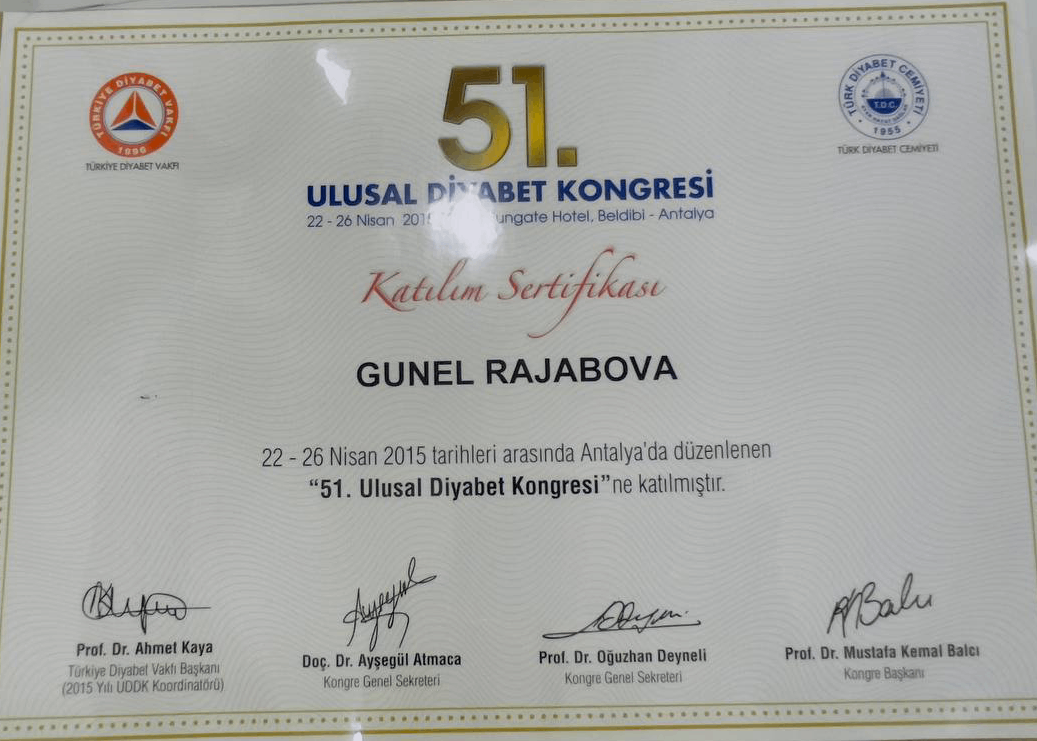 TÜRKİYE DİYABET VAKFI
1996
TÜRKİYE DİYABET VAKFI
TÜRK DİYABET CEMİYETİ
T.D.C.
1955
TÜRK DİYABET CEMİYETİ
51.
ULUSAL DİYABET KONGRESİ
22 - 26 Nisan 2015 ungate Hotel, Beldibi - Antalya
Katılım Sertifikası
GUNEL RAJABOVA
22 - 26 Nisan 2015 tarihleri arasında Antalya'da düzenlenen
“51. Ulusal Diyabet Kongresi”ne katılmıştır.
Prof. Dr. Ahmet Kaya
Türkiye Diyabet Vakfı Başkanı
(2015 Yılı UDDK Koordinatörü)
Doç. Dr. Ayşegül Atmaca
Kongre Genel Sekreteri
Prof. Dr. Oğuzhan Deyneli
Kongre Genel Sekreteri
Prof. Dr. Mustafa Kemal Balcı
Kongre Başkanı